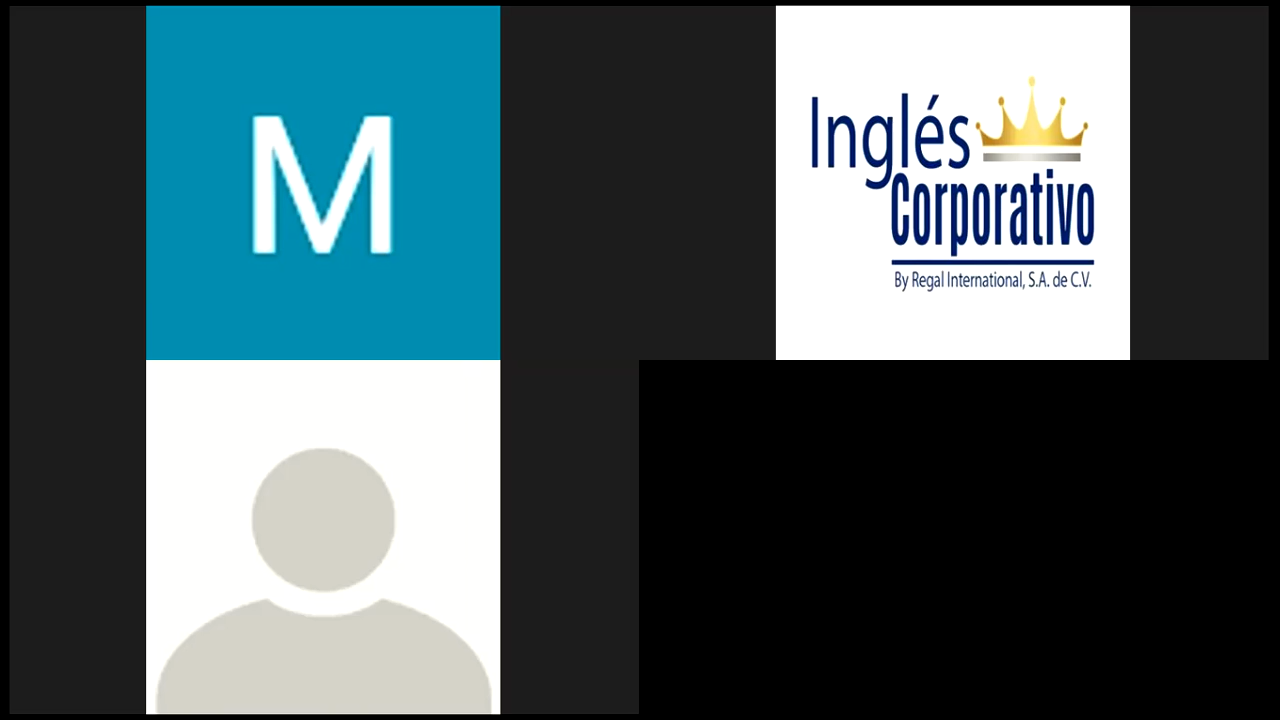 M
Inglés
Corporativo
By Regal International, S.A. de C.V.